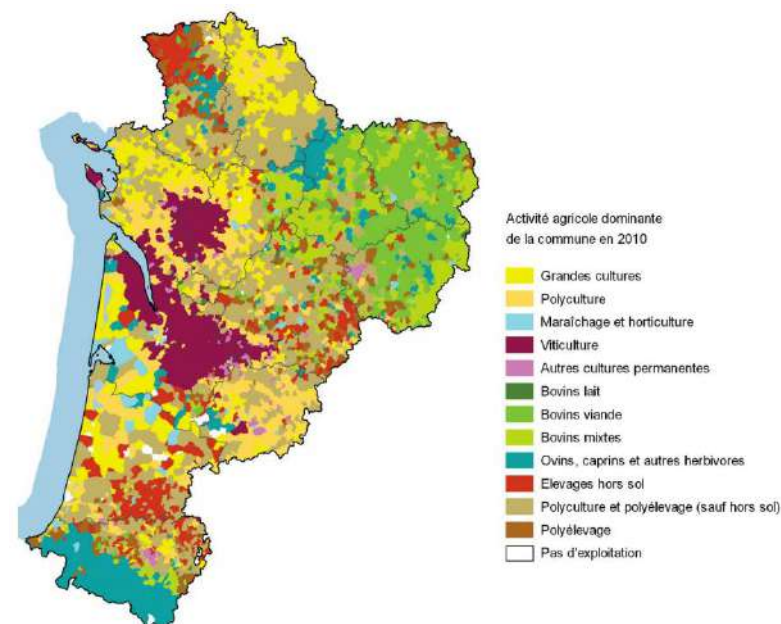 Activité agricole dominante
de la commune en 2010
Grandes cultures
Polyculture
Maraîchage et horticulture
Viticulture
Autres cultures permanentes
Bovins lait
Bovins viande
Bovins mixtes
Ovins, caprins et autres herbivores
Elevages hors sol
Polyculture et polyélevage (sauf hors sol)
Polyélevage
Pas d'exploitation